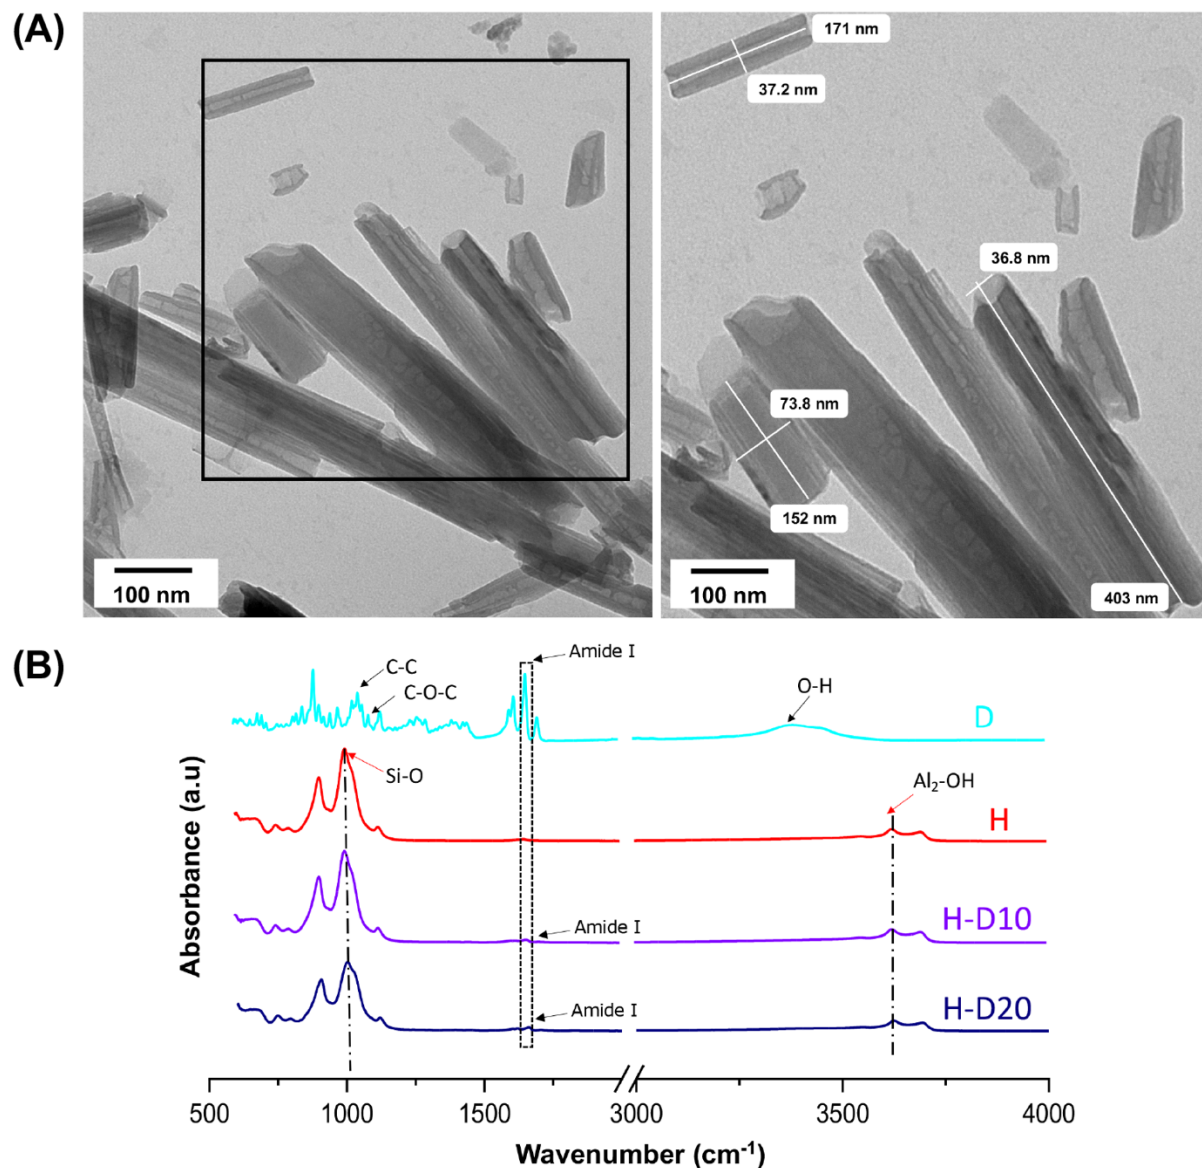 (A)
171 nm
37.2 nm
36.8 nm
73.8 nm
152 nm
403 nm
100 nm
100 nm
(B)
Amide I
C-C
C-O-C
O-H
D
Si-O
Al₂-OH
H
Amide I
H-D10
Amide I
H-D20
Absorbance (a.u)
500
1000
1500
3000
3500
4000
Wavenumber (cm⁻¹)